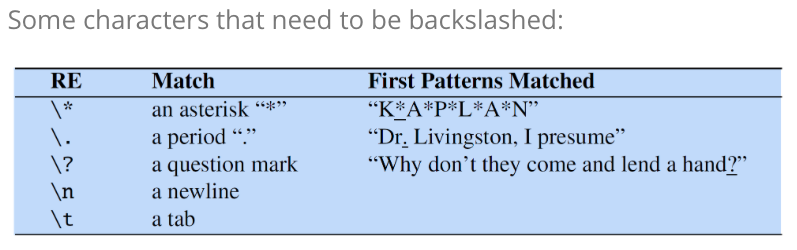 Some characters that need to be backslashed:
RE Match First Patterns Matched
\* an asterisk “*” “K*A*P*L*A*N”
\. a period “.” “Dr. Livingston, I presume”
\? a question mark “Why don’t they come and lend a hand?”
\n a newline
\t a tab